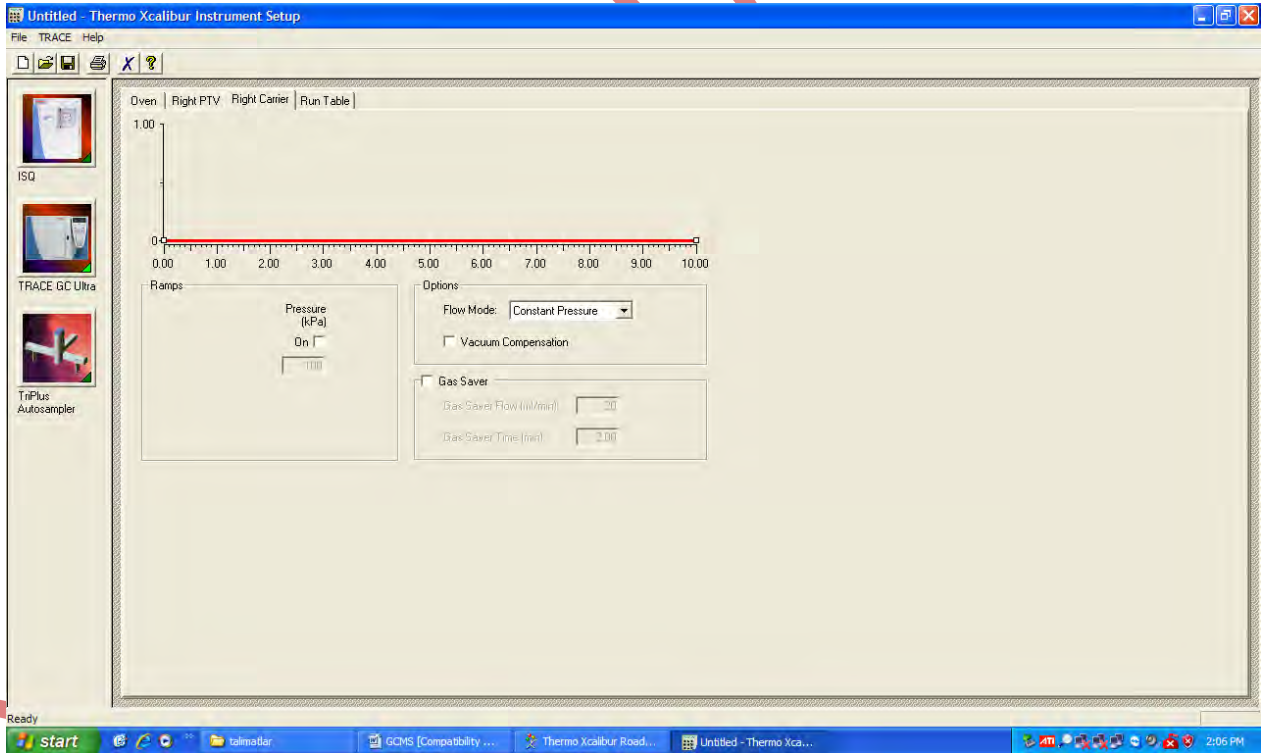 Untitled - Thermo Xcalibur Instrument Setup
File TRACE Help
ISQ
TRACE GC Ultra
TriPlus
Autosampler
Oven Right PTV Right Carrier Run Table
1.00
0
0.00 1.00 2.00 3.00 4.00 5.00 6.00 7.00 8.00 9.00 10.00
Ramps
Pressure
(kPa)
On
100
Options
Flow Mode: Constant Pressure
Vacuum Compensation
Gas Saver
Gas Saver Flow (ml/min): 20
Gas Saver Time (min) 2.00
Ready
start talimatlar GCMS [Compatibility ... Thermo Xcalibur Road... Untitled - Thermo Xca... ATI 2:06 PM